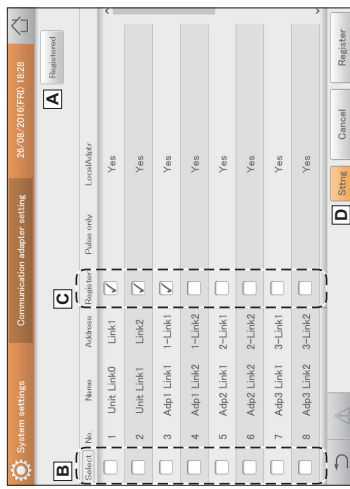 System settings Communication adapter setting 26/08/2016(FRI) 18:28
A Registered
B C
Select No. Name Address Register Pulse only LocalAdptr
1 Unit Link0 Link1 Yes
2 Unit Link1 Link2 Yes
3 Adp1 Link1 1-Link1 Yes
4 Adp1 Link2 1-Link2 Yes
5 Adp2 Link1 2-Link1 Yes
6 Adp2 Link2 2-Link2 Yes
7 Adp3 Link1 3-Link1 Yes
8 Adp3 Link2 3-Link2 Yes
D
Sttng Cancel Register